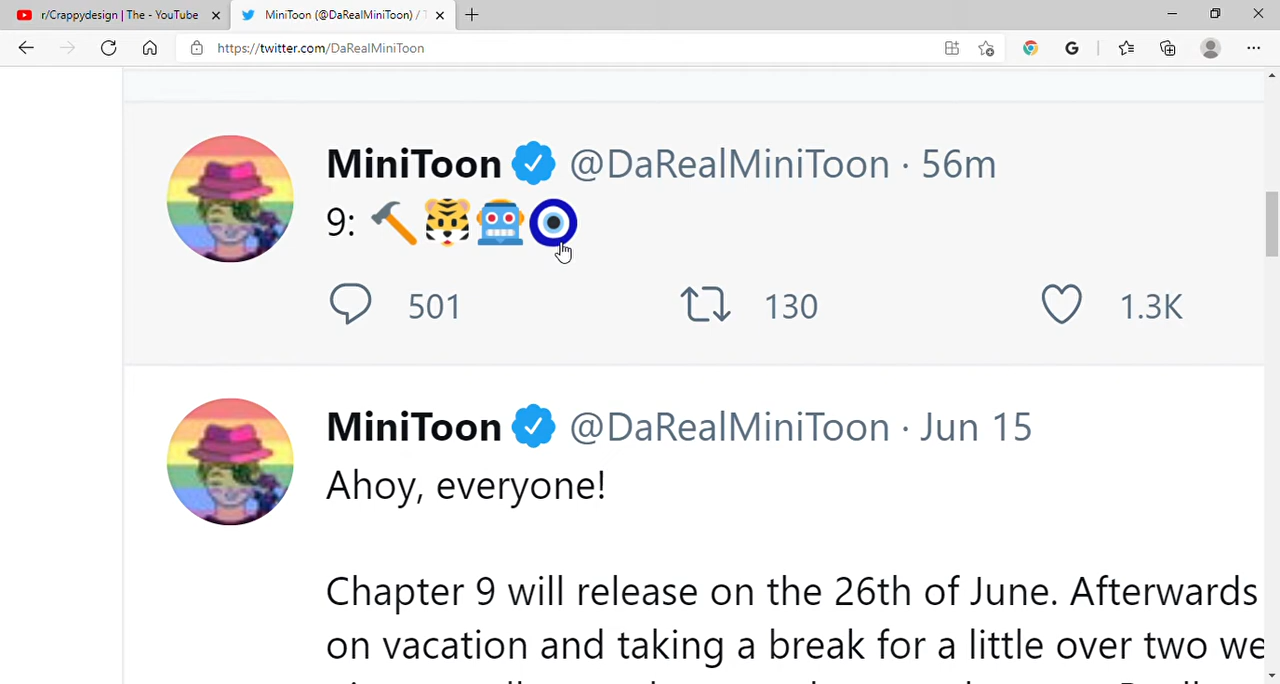 r/Crappydesign | The - YouTube
MiniToon (@DaRealMiniToon) / T
https://twitter.com/DaRealMiniToon
G
MiniToon @DaRealMiniToon · 56m
9: 🔨🐯🤖🧿
501 130 1.3K
MiniToon @DaRealMiniToon · Jun 15
Ahoy, everyone!
Chapter 9 will release on the 26th of June. Afterwards
on vacation and taking a break for a little over two we